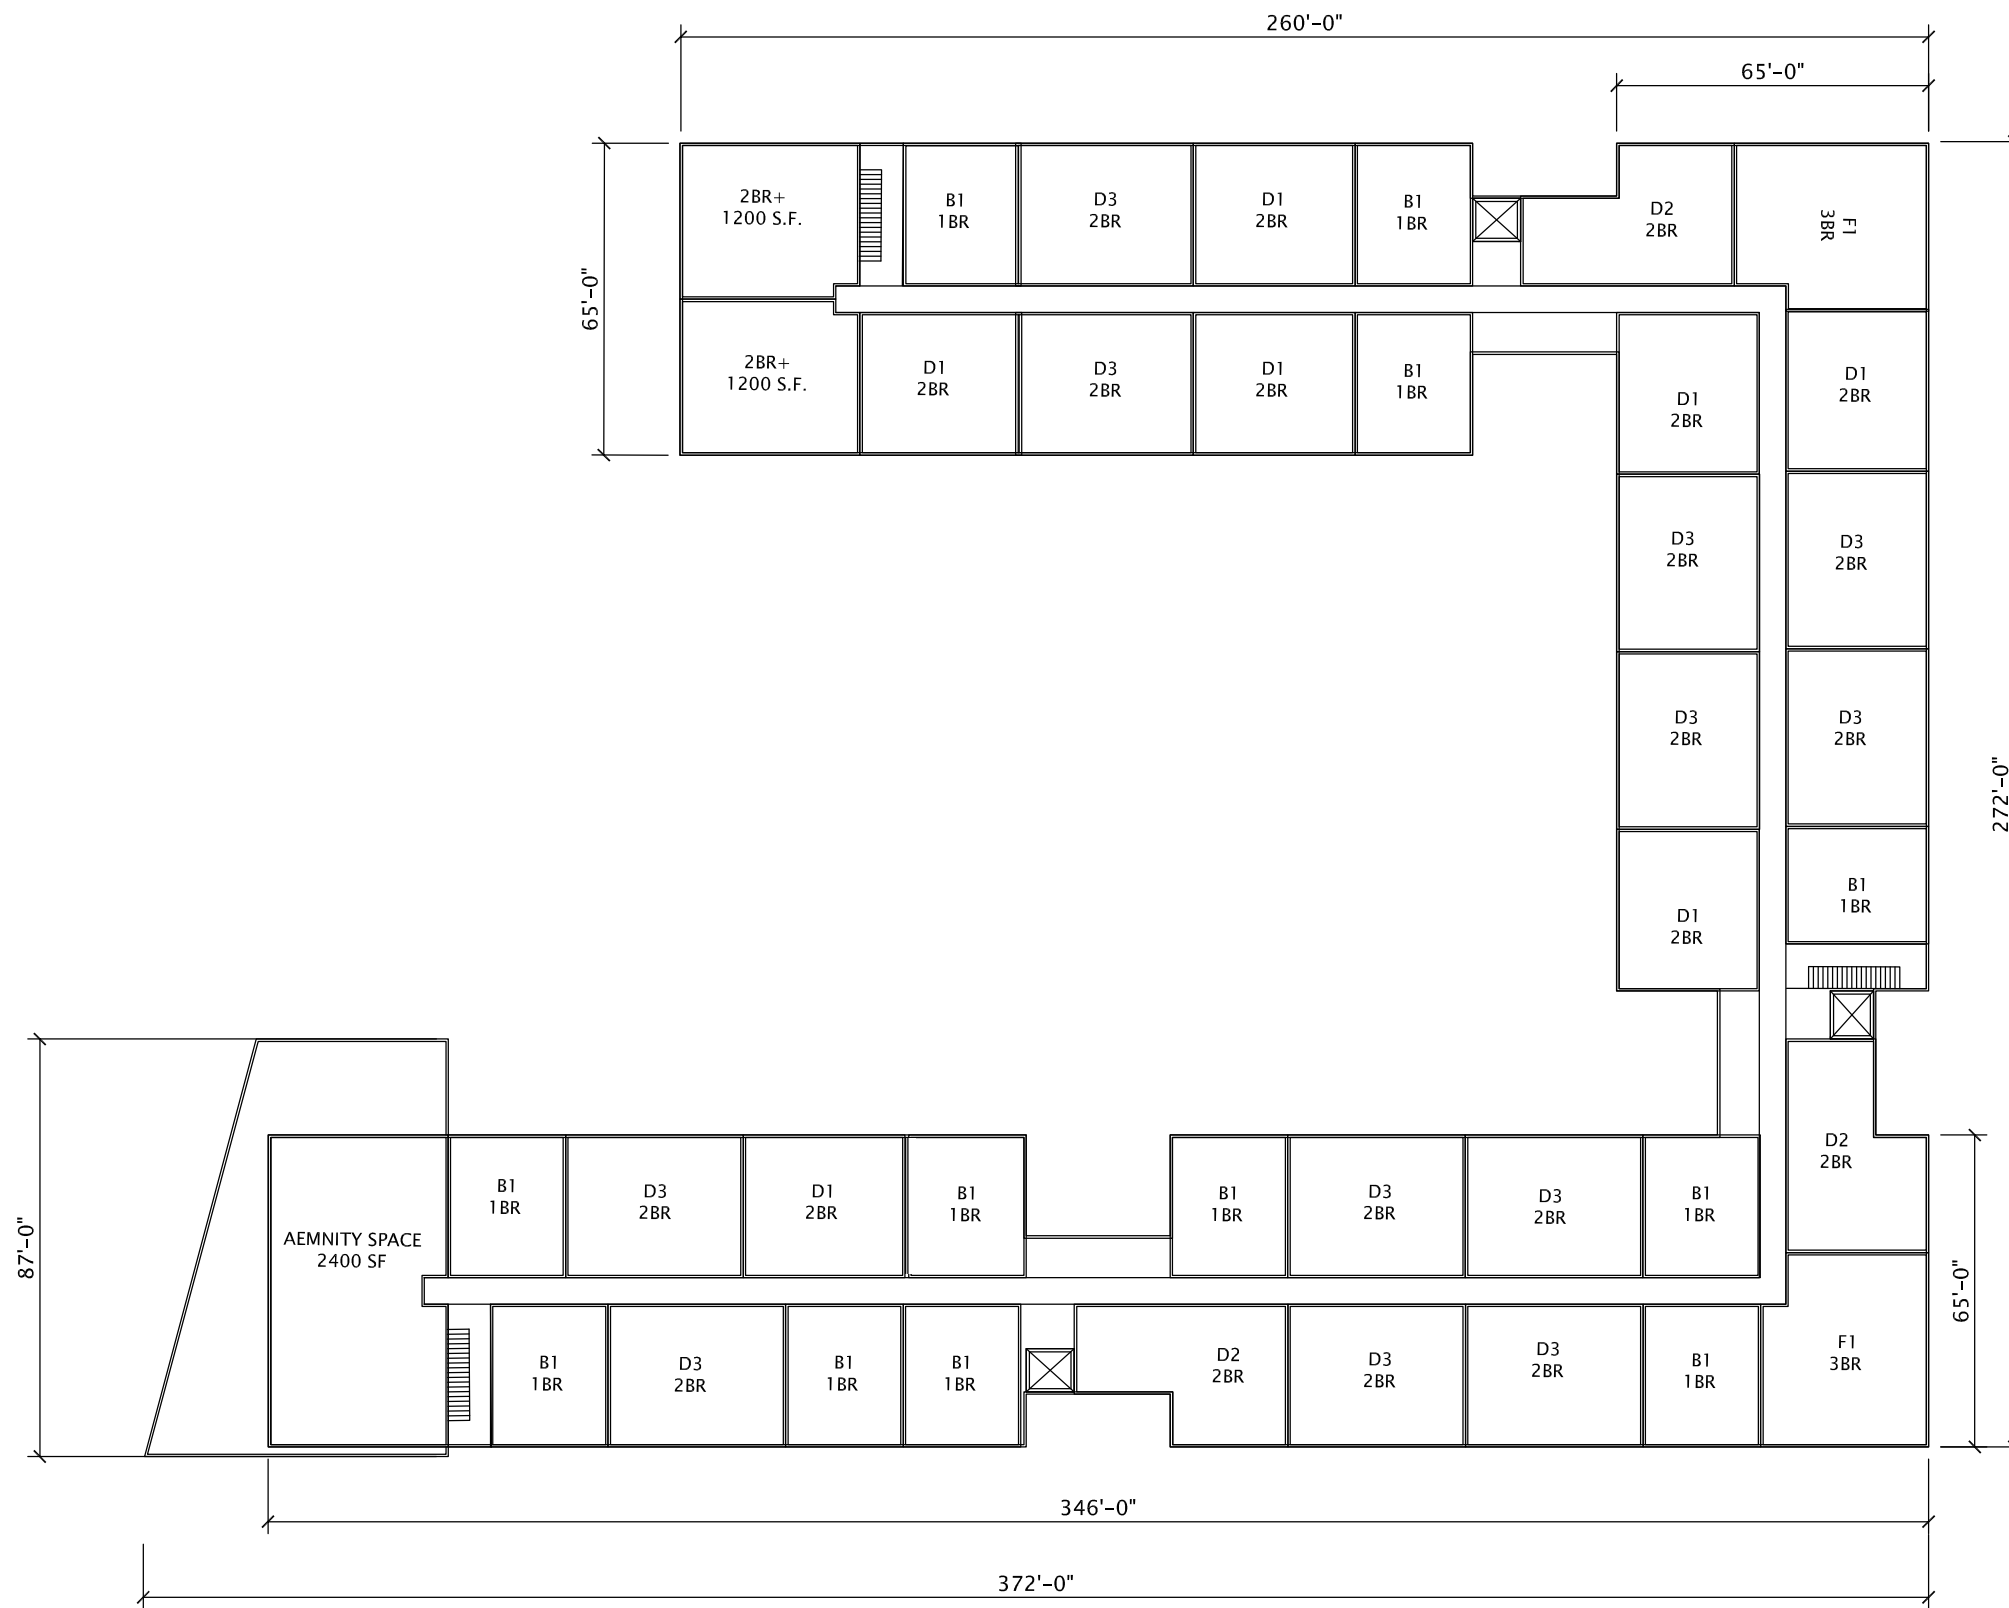 260'-0"
65'-0"
2BR+
1200 S.F.
B1
1BR
D3
2BR
D1
2BR
B1
1BR
D2
2BR
F1
3BR
65'-0"
2BR+
1200 S.F.
D1
2BR
D3
2BR
D1
2BR
B1
1BR
D1
2BR
D1
2BR
D3
2BR
D3
2BR
D3
2BR
D3
2BR
272'-0"
B1
1BR
D1
2BR
87'-0"
AEMNITY SPACE
2400 SF
B1
1BR
D3
2BR
D1
2BR
B1
1BR
B1
1BR
D3
2BR
D3
2BR
B1
1BR
D2
2BR
65'-0"
B1
1BR
D3
2BR
B1
1BR
B1
1BR
D2
2BR
D3
2BR
D3
2BR
B1
1BR
F1
3BR
346'-0"
372'-0"